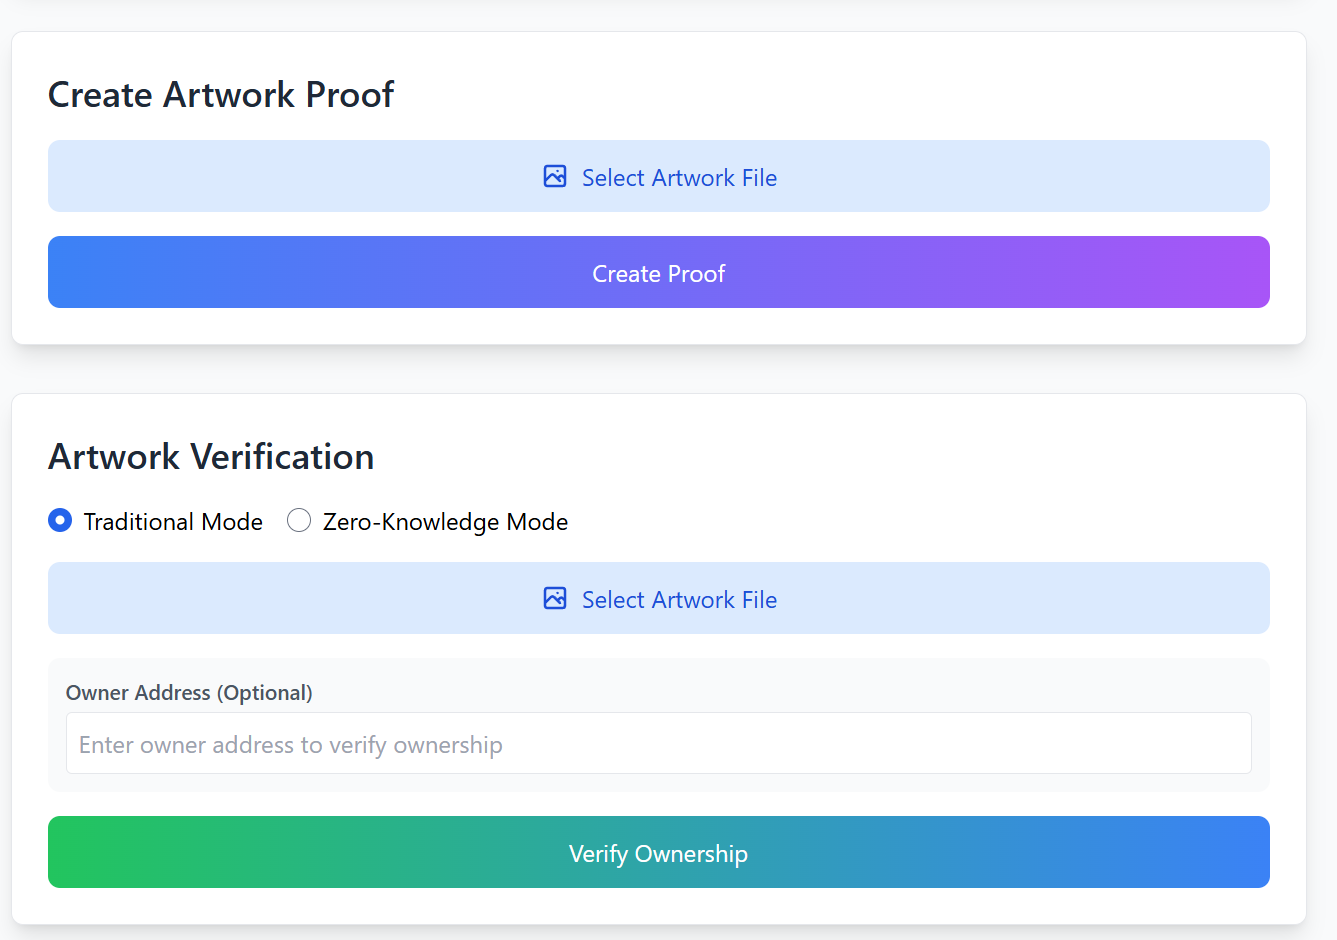 Create Artwork Proof
Select Artwork File
Create Proof
Artwork Verification
Traditional Mode Zero-Knowledge Mode
Select Artwork File
Owner Address (Optional)
Enter owner address to verify ownership
Verify Ownership